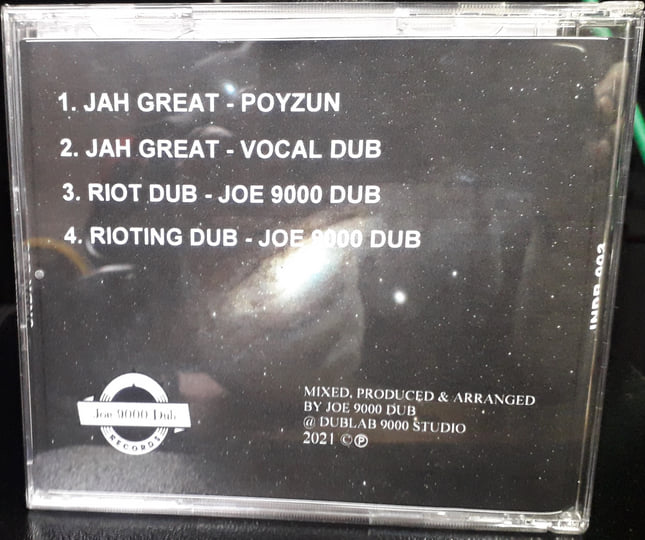 1. JAH GREAT - POYZUN
2. JAH GREAT - VOCAL DUB
3. RIOT DUB - JOE 9000 DUB
4. RIOTING DUB - JOE 9000 DUB
Joe 9000 Dub
RECORDS
MIXED, PRODUCED & ARRANGED
BY JOE 9000 DUB
@ DUBLAB 9000 STUDIO
2021 ©℗